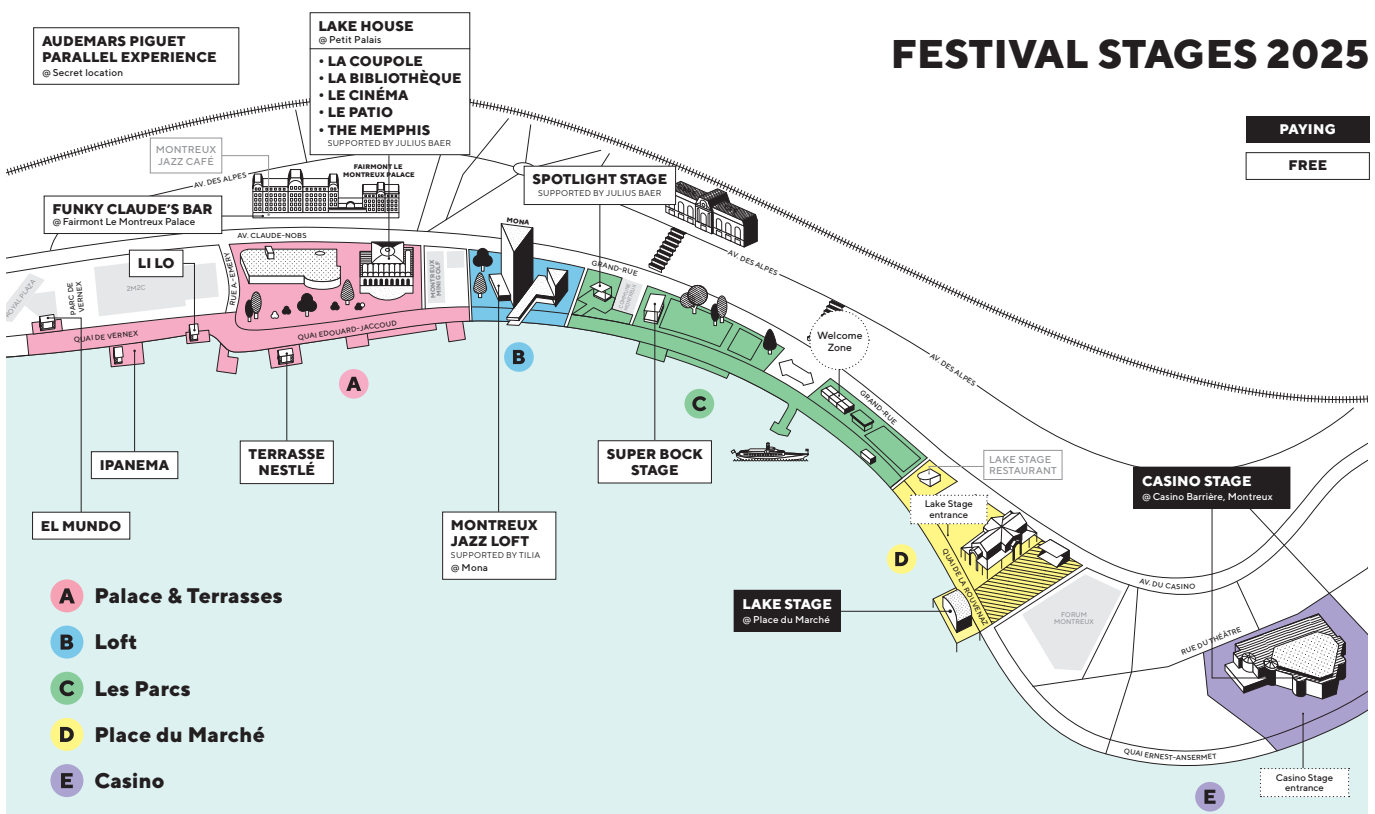 AUDEMARS PIGUET
PARALLEL EXPERIENCE
@ Secret location
LAKE HOUSE
@ Petit Palais
• LA COUPOLE
• LA BIBLIOTHÈQUE
• LE CINÉMA
• LE PATIO
• THE MEMPHIS
SUPPORTED BY JULIUS BAER
FESTIVAL STAGES 2025
PAYING
FREE
MONTREUX
JAZZ CAFÉ
AV. DES ALPES
FAIRMONT LE
MONTREUX PALACE
SPOTLIGHT STAGE
SUPPORTED BY JULIUS BAER
FUNKY CLAUDE'S BAR
@ Fairmont Le Montreux Palace
MONA
AV. CLAUDE-NOBS
LI LO
GRAND-RUE
AV. DES ALPES
ROYAL PLAZA
PARC DE
VERNEX
2M2C
RUE A.-EMERY
MONTREUX
MINIGOLF
QUAI DE VERNEX
QUAI EDOUARD-JACCOUD
Welcome
Zone
AV. DES ALPES
A
B
C
GRAND-RUE
IPANEMA
TERRASSE
NESTLÉ
SUPER BOCK
STAGE
LAKE STAGE
RESTAURANT
CASINO STAGE
@ Casino Barrière, Montreux
EL MUNDO
MONTREUX
JAZZ LOFT
SUPPORTED BY TILIA
@ Mona
Lake Stage
entrance
D
QUAI DE LA ROUVENAZ
AV. DU CASINO
LAKE STAGE
@ Place du Marché
FORUM
MONTREUX
RUE DU THÉÂTRE
QUAI ERNEST-ANSERMET
Casino Stage
entrance
E
A Palace & Terrasses
B Loft
C Les Parcs
D Place du Marché
E Casino